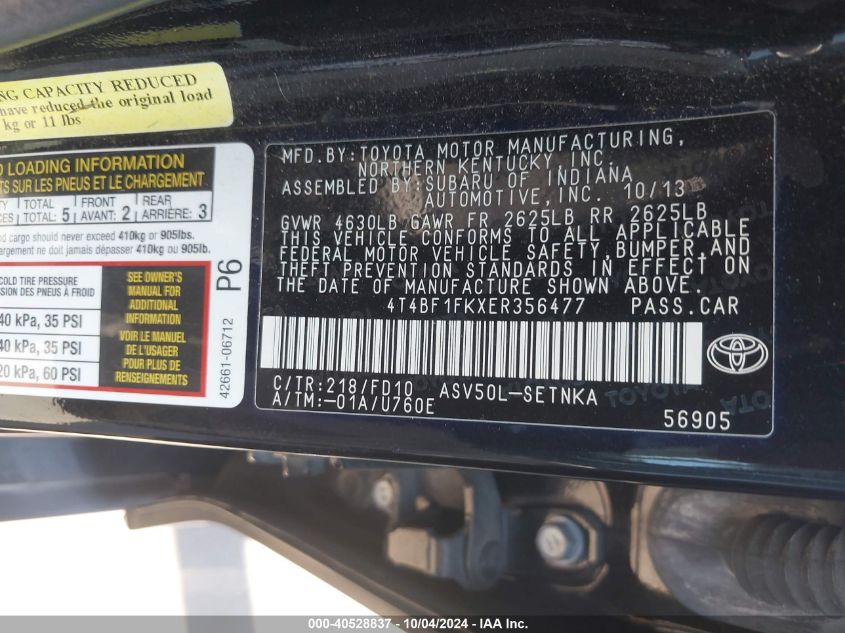 NG CAPACITY REDUCED
have reduced the original load
kg or 11 lbs
LOADING INFORMATION
TS SUR LES PNEUS ET LE CHARGEMENT
TOTAL FRONT REAR
TOTAL: 5 AVANT: 2 ARRIÈRE: 3
cargo should never exceed 410kg or 905lbs.
argement ne doit jamais dépasser 410kg ou 905lb.
COLD TIRE PRESSURE
RESSION DES PNEUS À FROID
40 kPa, 35 PSI
40 kPa, 35 PSI
20 kPa, 60 PSI
SEE OWNER'S
MANUAL FOR
ADDITIONAL
INFORMATION
VOIR LE MANUEL
DE L'USAGER
POUR PLUS DE
RENSEIGNEMENTS
P6
42661-06712
MFD.BY:TOYOTA MOTOR MANUFACTURING,
NORTHERN KENTUCKY, INC.
ASSEMBLED BY:SUBARU OF INDIANA
AUTOMOTIVE,INC. 10/13
GVWR 4630LB GAWR FR 2625LB RR 2625LB
THIS VEHICLE CONFORMS TO ALL APPLICABLE
FEDERAL MOTOR VEHICLE SAFETY,BUMPER,AND
THEFT PREVENTION STANDARDS IN EFFECT ON
THE DATE OF MANUFACTURE SHOWN ABOVE.
4T4BF1FKXER356477 PASS.CAR
C/TR:218/FD10 ASV50L-SETNKA
A/TM:-01A/U760E
56905
000-40528837 - 10/04/2024 - IAA Inc.